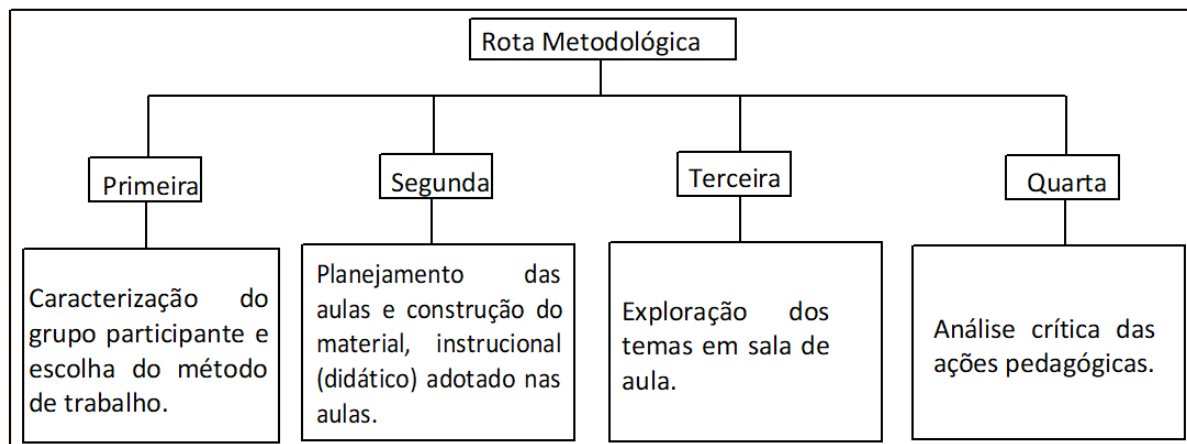 Rota Metodológica
Primeira
Segunda
Terceira
Quarta
Caracterização do
grupo participante e
escolha do método
de trabalho.
Planejamento das
aulas e construção do
material, instrucional
(didático) adotado nas
aulas.
Exploração dos
temas em sala de
aula.
Análise crítica das
ações pedagógicas.